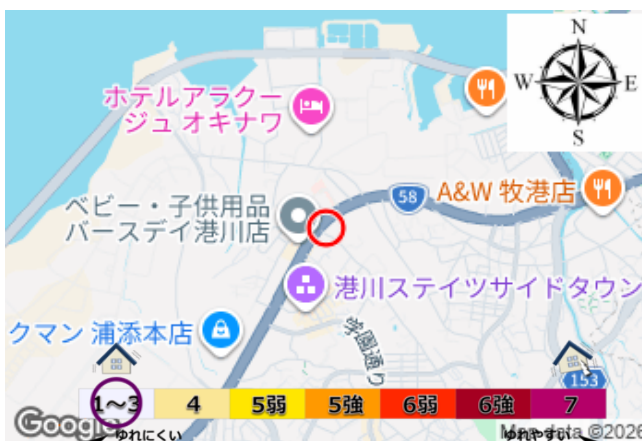 N
W E
S
ホテルアラクー
ジュ オキナワ
58
A&W 牧港店
ベビー・子供用品
バースデイ港川店
港川ステイツサイドタウン
クマン 浦添本店
153
1～3 4 5弱 5強 6弱 6強 7
ゆれにくい ゆれやすい
Google Map data ©2026